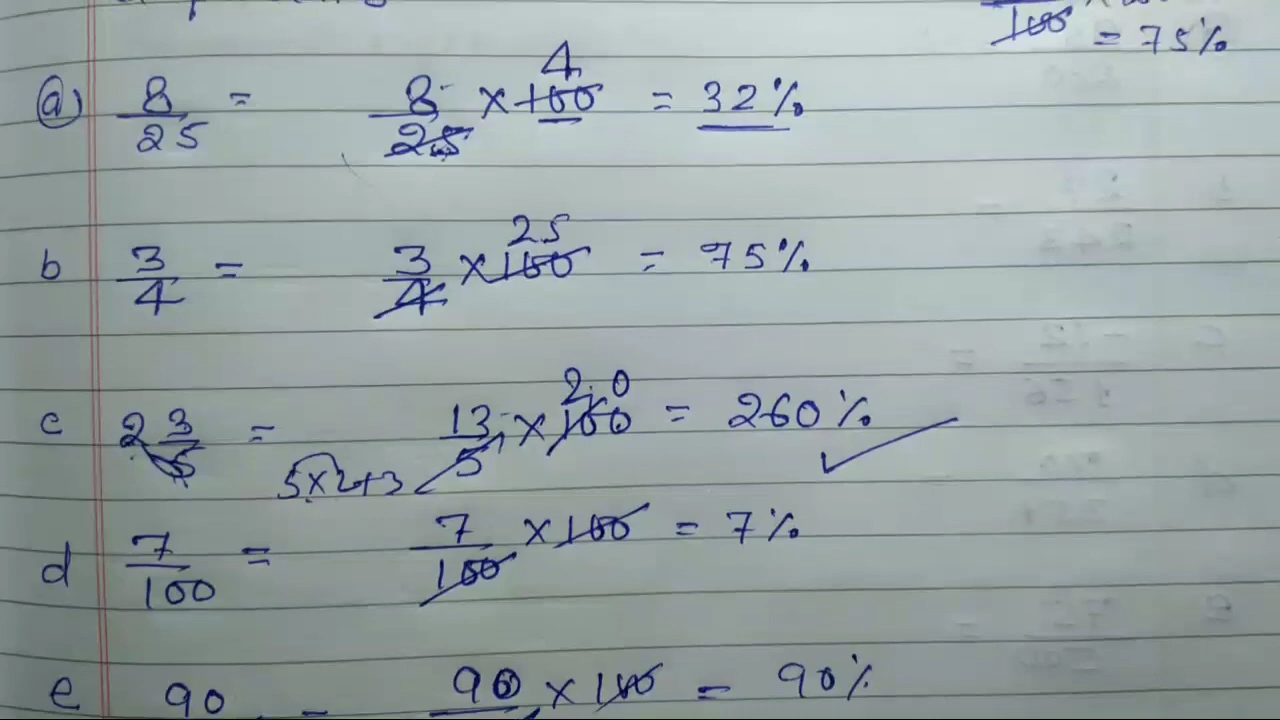 100
= 75%
a) 8/25 = 8/25 × 100 4 = 32%
b 3/4 = 3/4 × 100 25 = 75%
c 2 3/5 = 13/5 × 100 20 = 260%
5×2+3
d 7/100 = 7/100 × 100 = 7%
e 90 = 90 × 100 = 90%